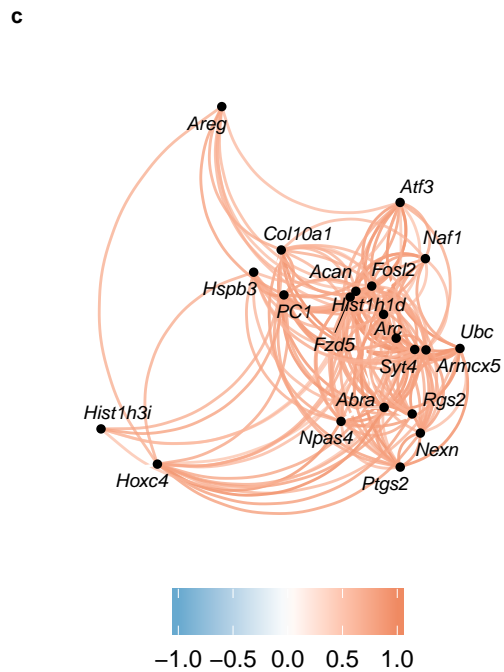 c
Areg
Atf3
Col10a1
Naf1
Acan
Fosl2
Hspb3
PC1
Hist1h1d
Arc
Ubc
Fzd5
Syt4
Armcx5
Abra
Rgs2
Hist1h3i
Npas4
Nexn
Hoxc4
Ptgs2
−1.0 −0.5 0.0 0.5 1.0